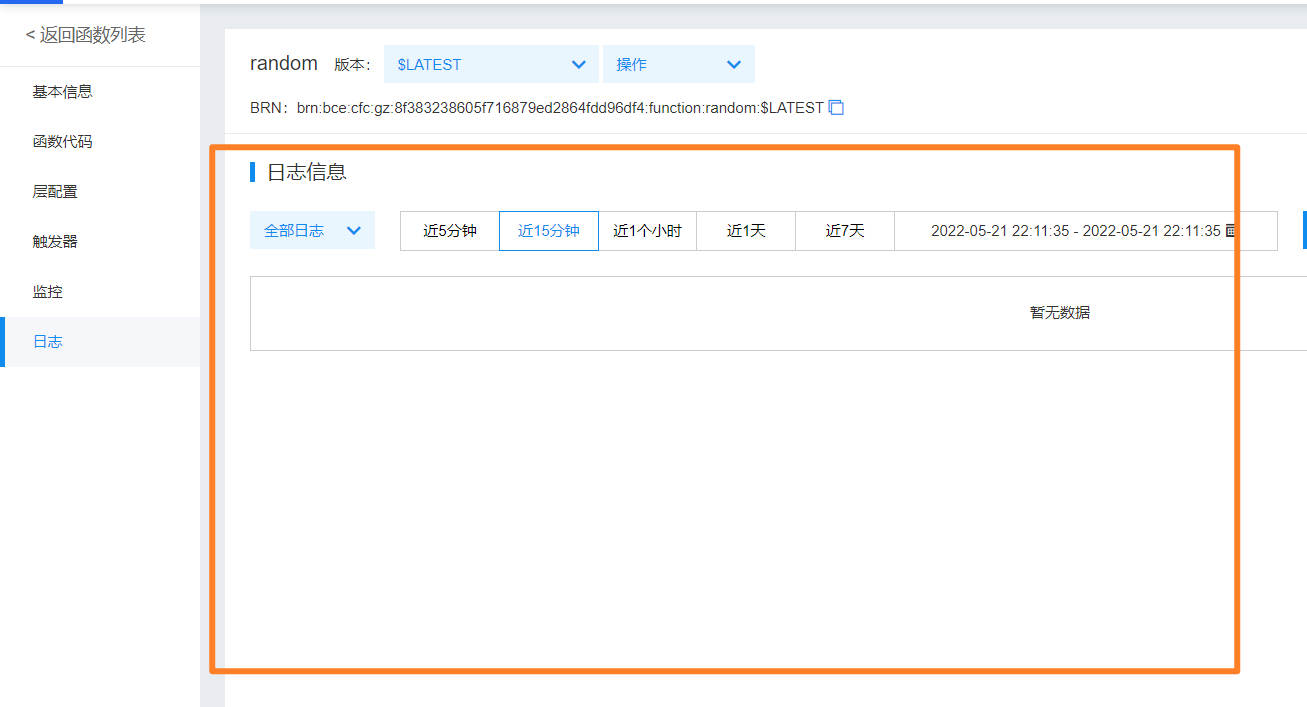 < 返回函数列表
基本信息
函数代码
层配置
触发器
监控
日志
random 版本： $LATEST 操作
BRN： brn:bce:cfc:gz:8f383238605f716879ed2864fdd96df4:function:random:$LATEST
日志信息
全部日志 近5分钟 近15分钟 近1个小时 近1天 近7天 2022-05-21 22:11:35 - 2022-05-21 22:11:35
暂无数据